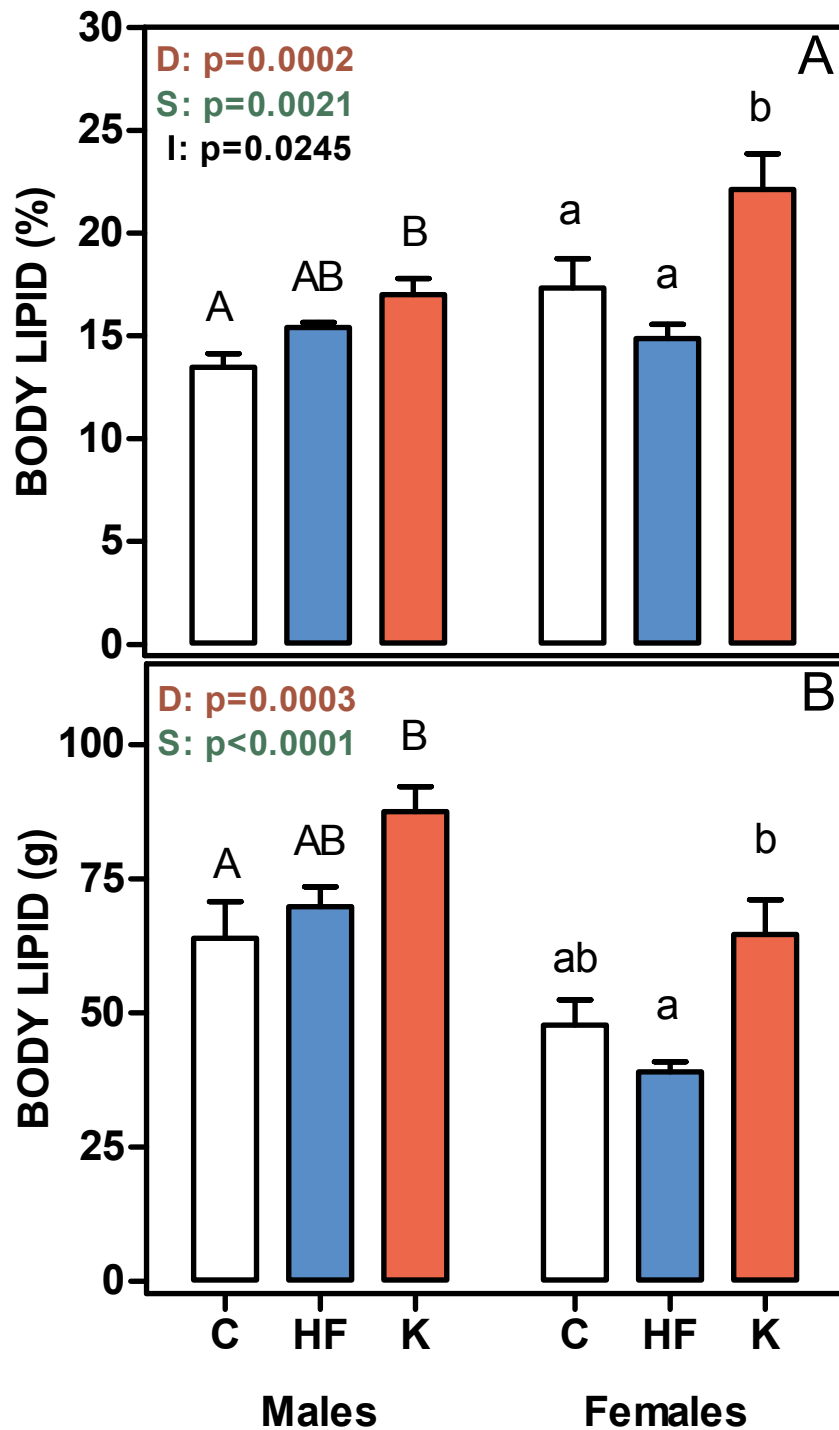 A
D: p=0.0002
S: p=0.0021
I: p=0.0245
BODY LIPID (%)
30
25
20
15
10
5
0
A
AB
B
a
a
b
B
D: p=0.0003
S: p<0.0001
BODY LIPID (g)
100
75
50
25
0
A
AB
B
ab
a
b
C HF K C HF K
Males Females